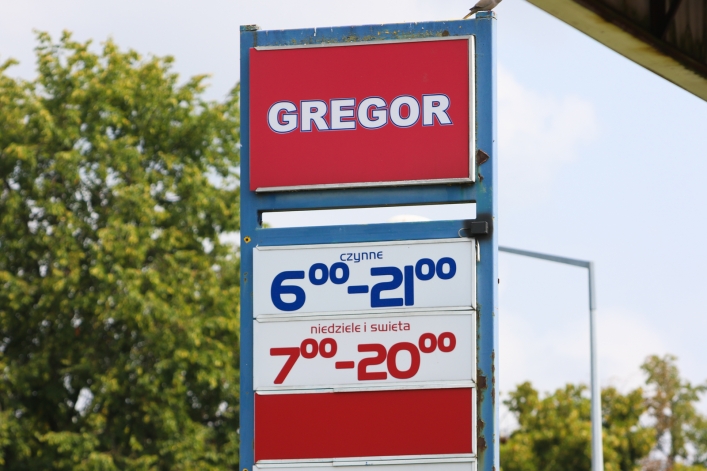 GREGOR
czynne
6⁰⁰-21⁰⁰
niedziele i swieta
7⁰⁰-20⁰⁰